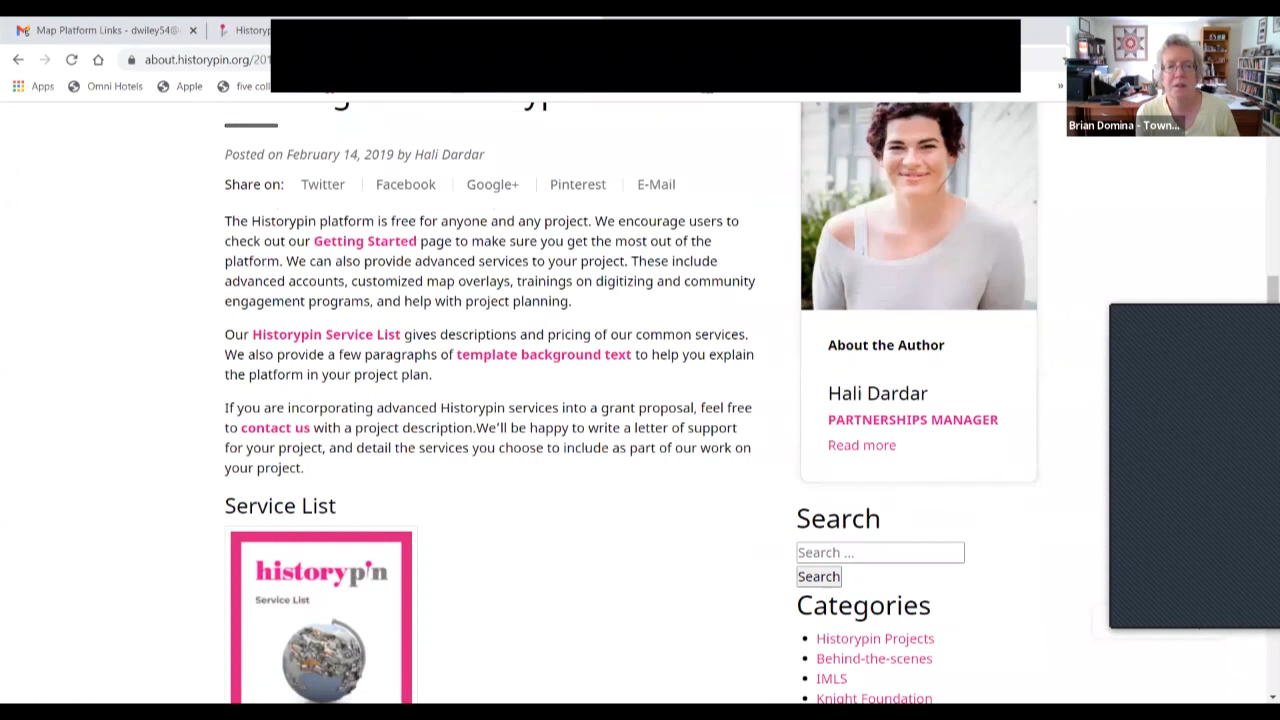 Map Platform Links - dwiley54@
about.historypin.org/201
Apps
Omni Hotels
Apple
five coll
»
Brian Domina - Town...
Posted on February 14, 2019 by Hali Dardar
Share on: Twitter Facebook Google+ Pinterest E-Mail
The Historypin platform is free for anyone and any project. We encourage users to
check out our Getting Started page to make sure you get the most out of the
platform. We can also provide advanced services to your project. These include
advanced accounts, customized map overlays, trainings on digitizing and community
engagement programs, and help with project planning.
Our Historypin Service List gives descriptions and pricing of our common services.
We also provide a few paragraphs of template background text to help you explain
the platform in your project plan.
If you are incorporating advanced Historypin services into a grant proposal, feel free
to contact us with a project description.We’ll be happy to write a letter of support
for your project, and detail the services you choose to include as part of our work on
your project.
Service List
historypin
Service List
About the Author
Hali Dardar
PARTNERSHIPS MANAGER
Read more
Search
Search ...
Search
Categories
Historypin Projects
Behind-the-scenes
IMLS
Knight Foundation